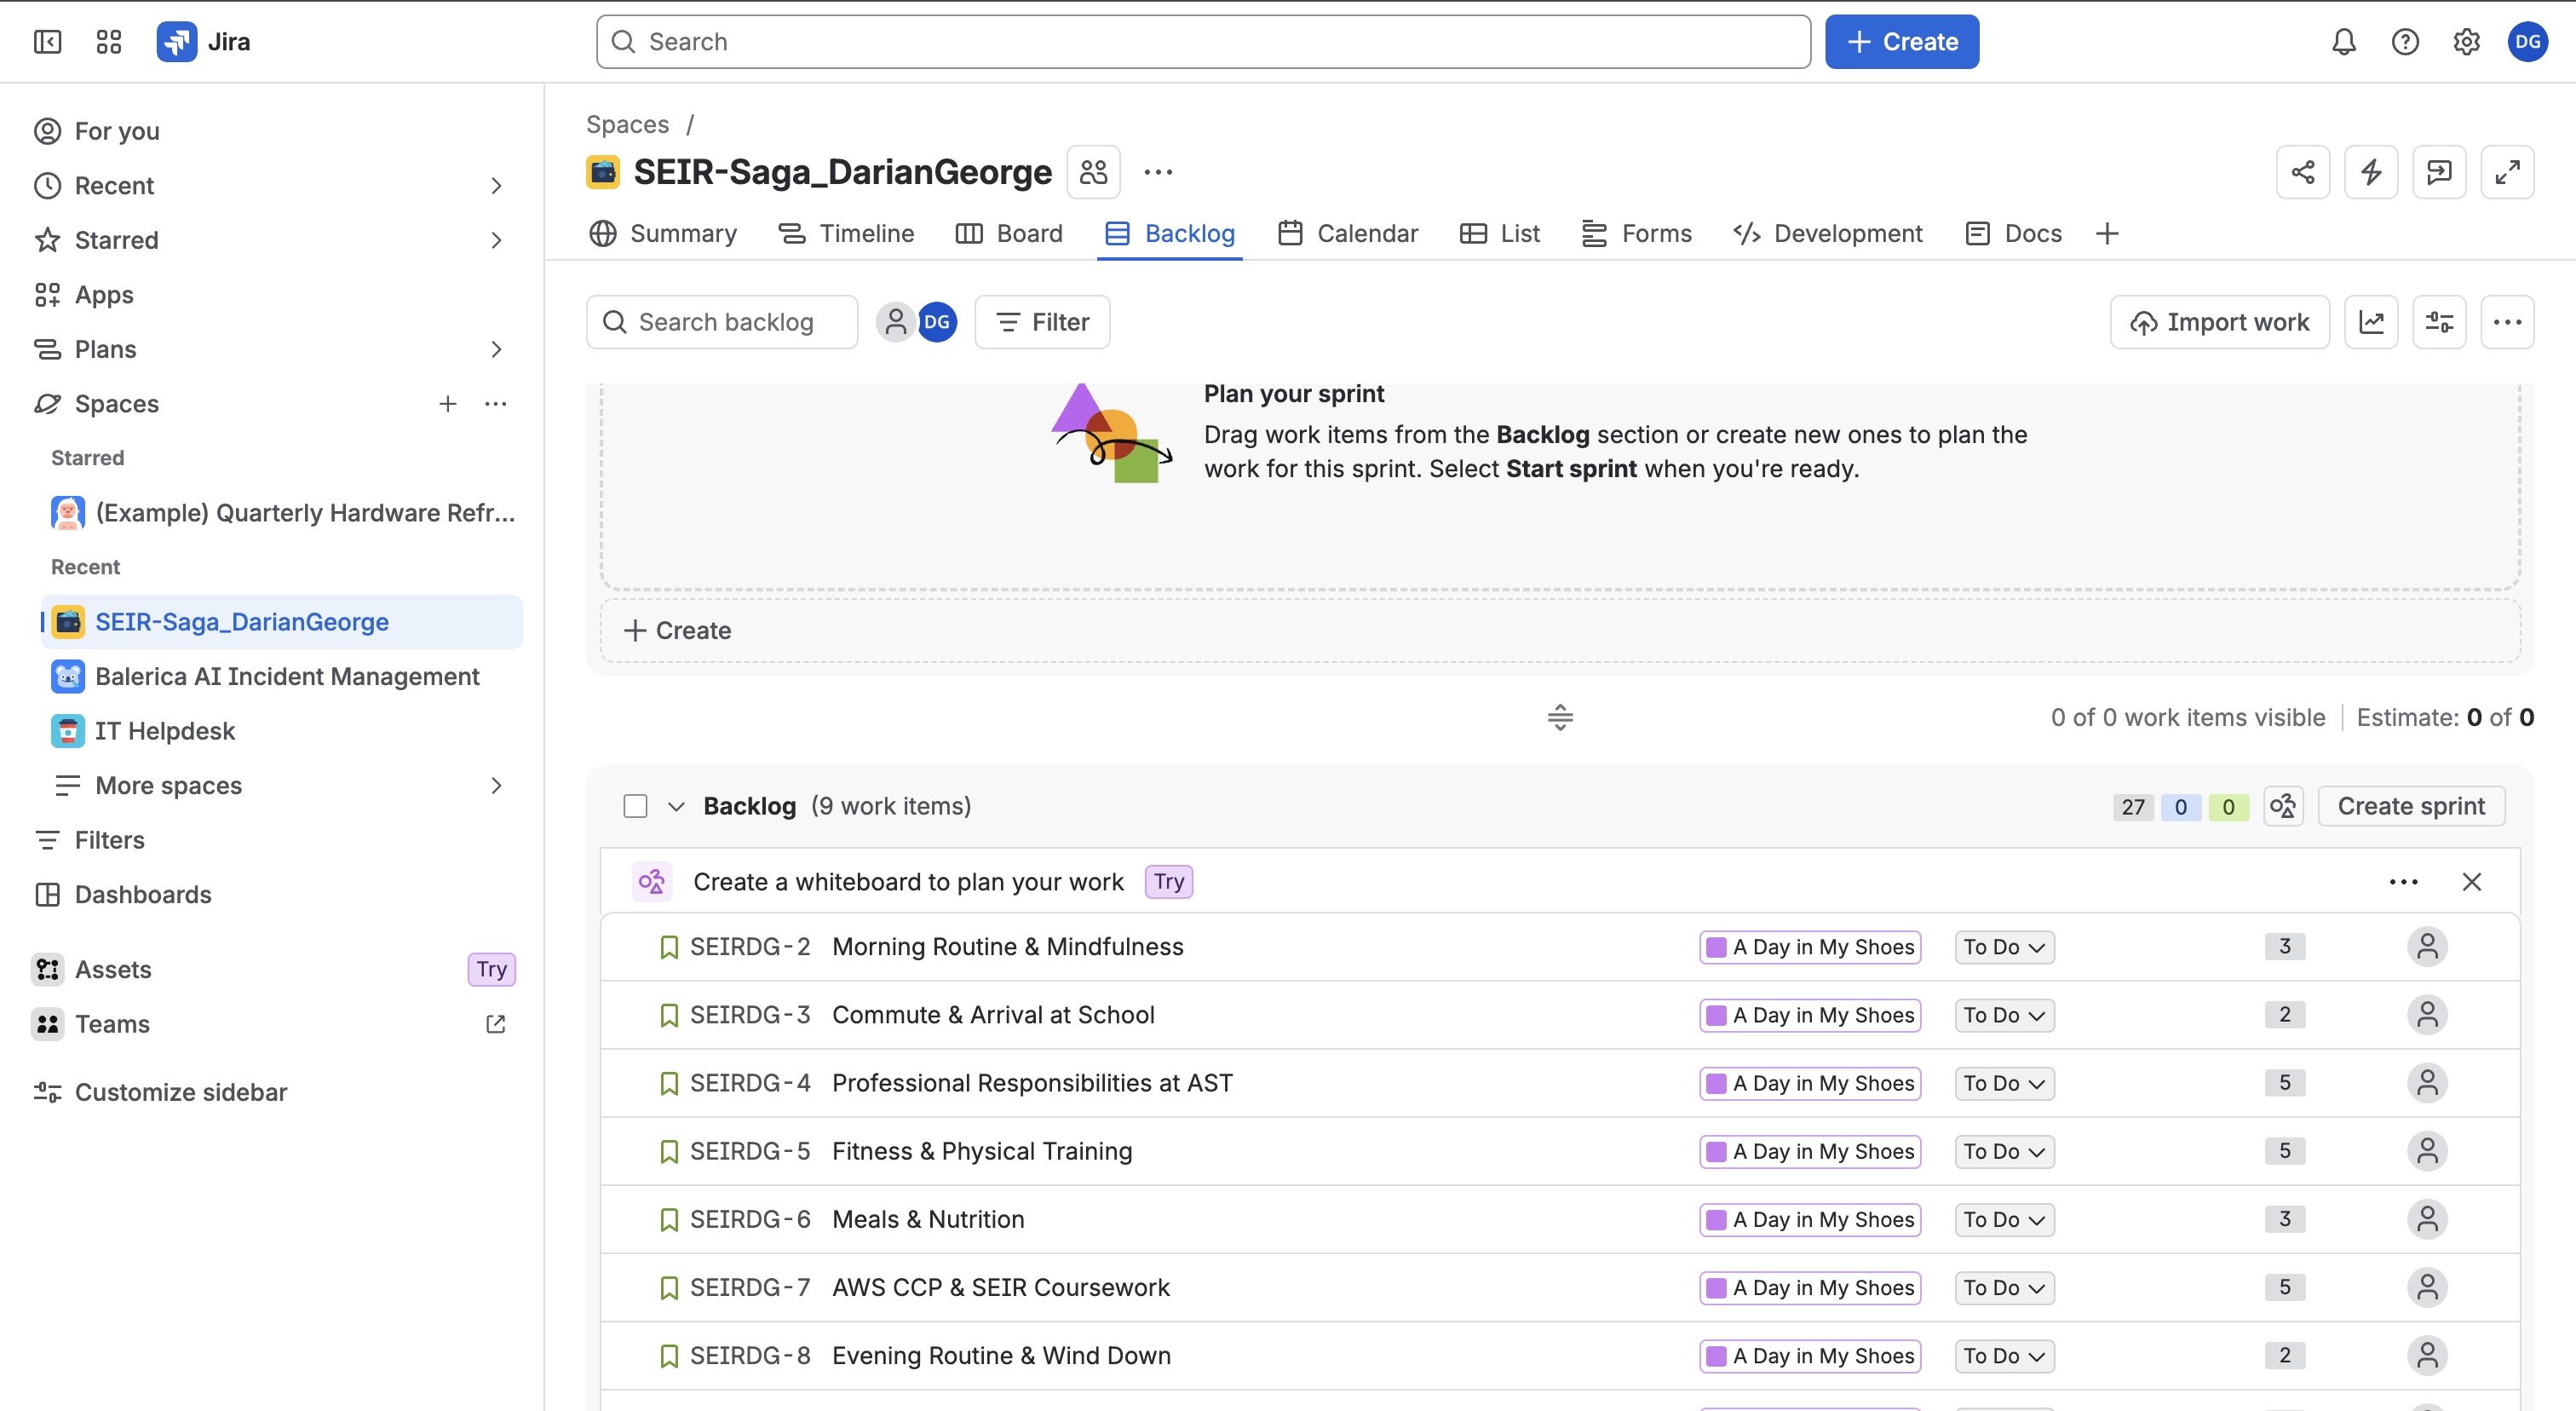 Jira
Search
+ Create
DG
For you
Recent
Starred
Apps
Plans
Spaces
Starred
(Example) Quarterly Hardware Refr...
Recent
SEIR-Saga_DarianGeorge
Balerica AI Incident Management
IT Helpdesk
More spaces
Filters
Dashboards
Assets Try
Teams
Customize sidebar
Spaces /
SEIR-Saga_DarianGeorge
Summary Timeline Board Backlog Calendar List Forms Development Docs
Search backlog DG Filter Import work
Plan your sprint
Drag work items from the Backlog section or create new ones to plan the
work for this sprint. Select Start sprint when you're ready.
+ Create
0 of 0 work items visible Estimate: 0 of 0
Backlog (9 work items) 27 0 0 Create sprint
Create a whiteboard to plan your work Try
SEIRDG-2 Morning Routine & Mindfulness A Day in My Shoes To Do 3
SEIRDG-3 Commute & Arrival at School A Day in My Shoes To Do 2
SEIRDG-4 Professional Responsibilities at AST A Day in My Shoes To Do 5
SEIRDG-5 Fitness & Physical Training A Day in My Shoes To Do 5
SEIRDG-6 Meals & Nutrition A Day in My Shoes To Do 3
SEIRDG-7 AWS CCP & SEIR Coursework A Day in My Shoes To Do 5
SEIRDG-8 Evening Routine & Wind Down A Day in My Shoes To Do 2